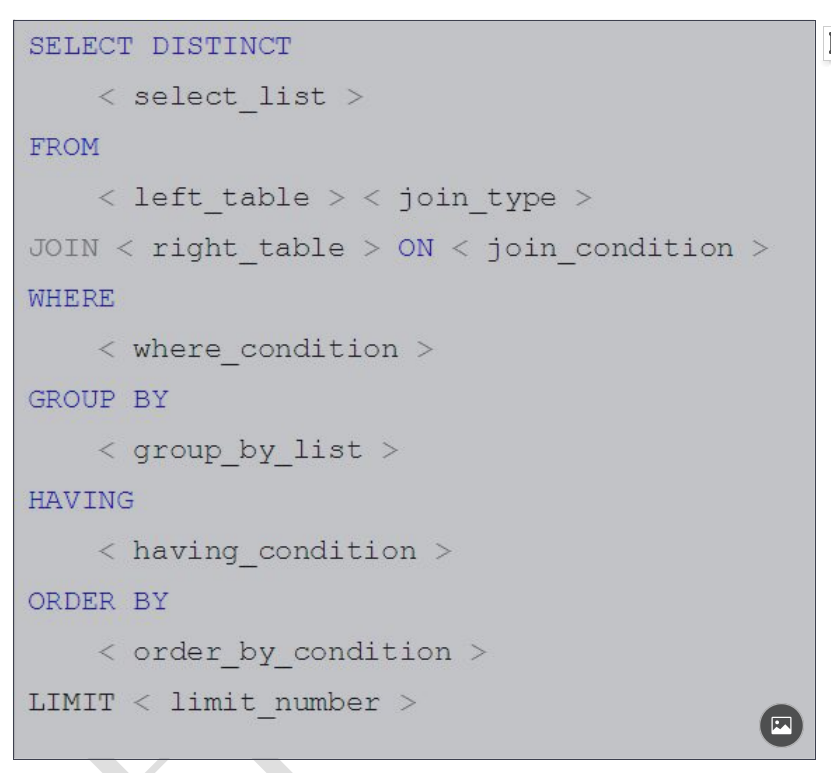 SELECT DISTINCT
< select_list >
FROM
< left_table > < join_type >
JOIN < right_table > ON < join_condition >
WHERE
< where_condition >
GROUP BY
< group_by_list >
HAVING
< having_condition >
ORDER BY
< order_by_condition >
LIMIT < limit_number >